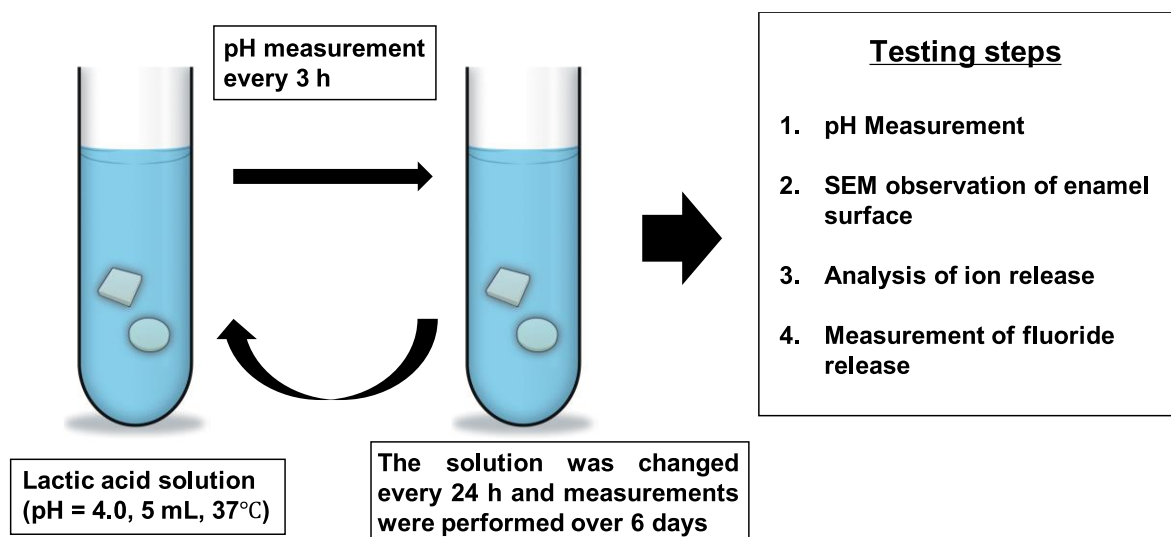 pH measurement
every 3 h
Lactic acid solution
(pH = 4.0, 5 mL, 37℃)
The solution was changed
every 24 h and measurements
were performed over 6 days
Testing steps
1. pH Measurement
2. SEM observation of enamel
surface
3. Analysis of ion release
4. Measurement of fluoride
release